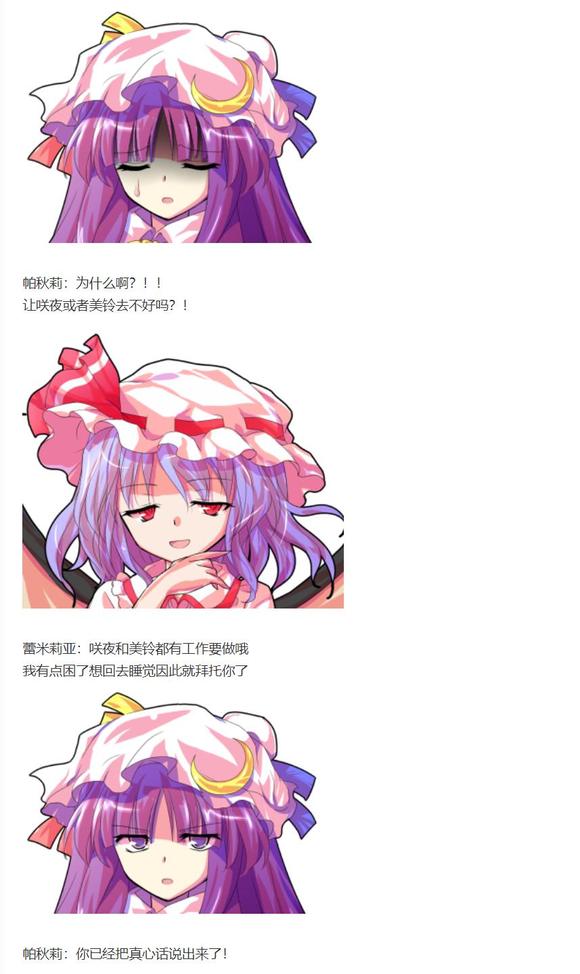 帕秋莉：为什么啊？！！
让咲夜或者美铃去不好吗？！
蕾米莉亚：咲夜和美铃都有工作要做哦
我有点困了想回去睡觉因此就拜托你了
帕秋莉：你已经把真心话说出来了！